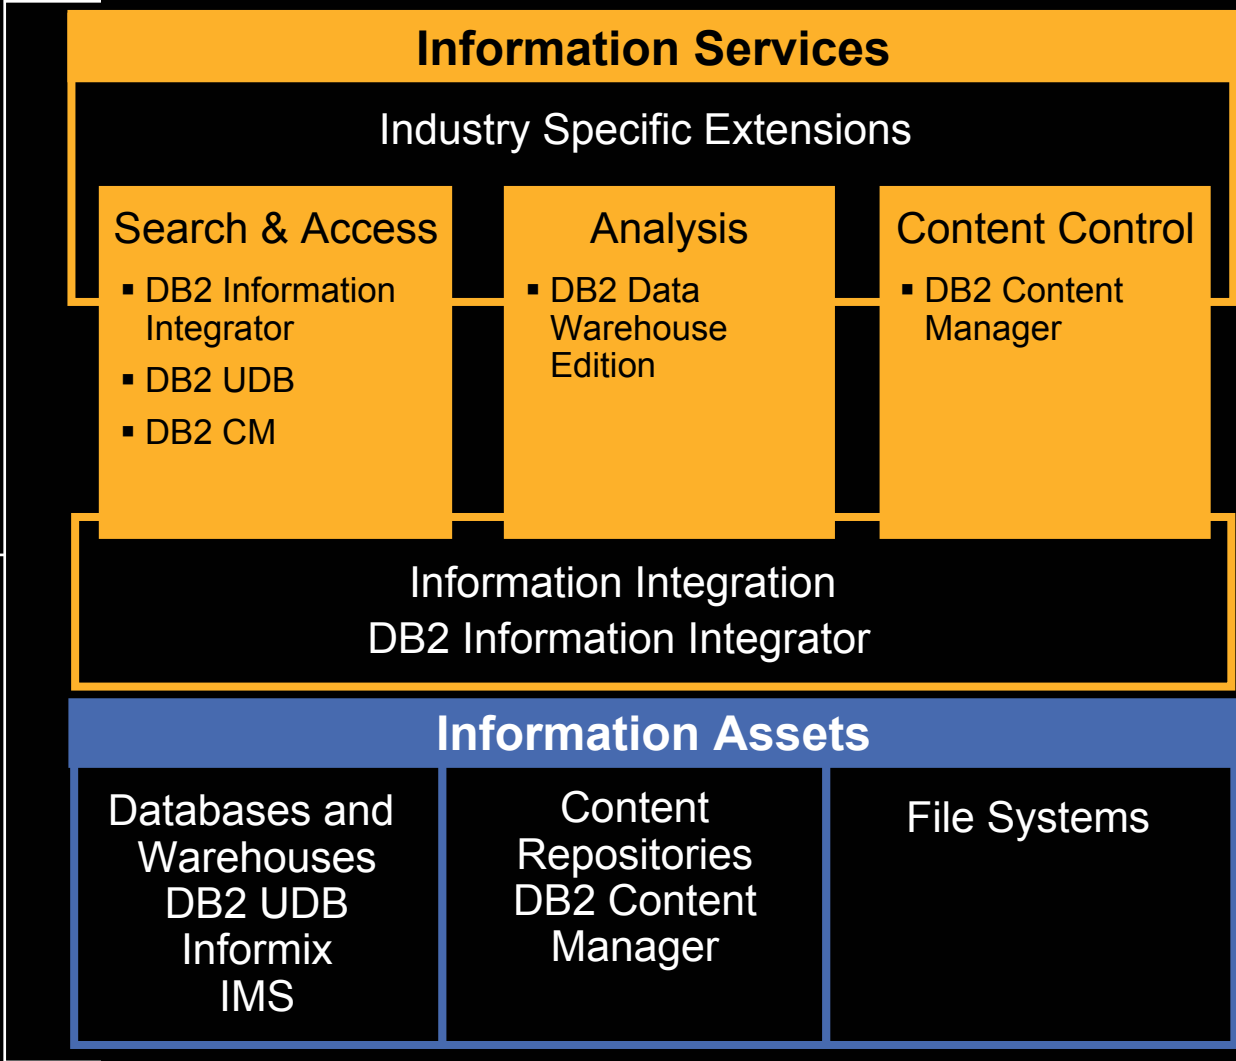 Information Services
Industry Specific Extensions
Search & Access
▪ DB2 Information
Integrator
▪ DB2 UDB
▪ DB2 CM
Analysis
▪ DB2 Data
Warehouse
Edition
Content Control
▪ DB2 Content
Manager
Information Integration
DB2 Information Integrator
Information Assets
Databases and
Warehouses
DB2 UDB
Informix
IMS
Content
Repositories
DB2 Content
Manager
File Systems